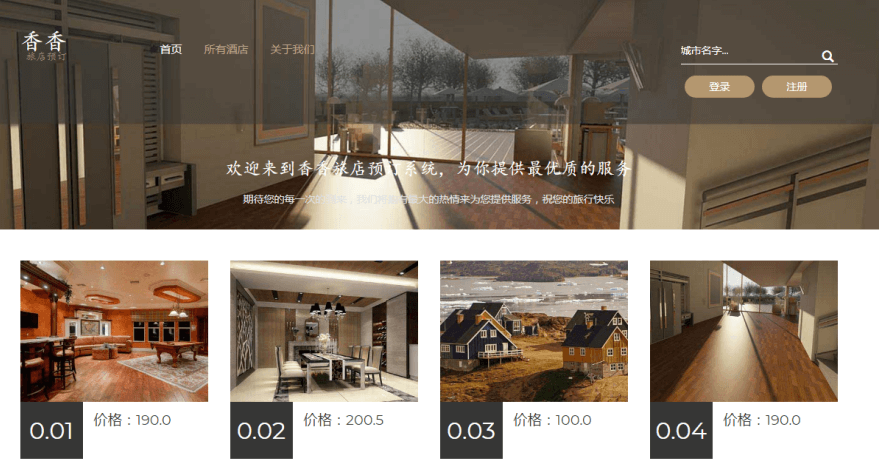 香香
旅店预订
首页 所有酒店 关于我们
城市名字...
登录 注册
欢迎来到香香旅店预订系统，为你提供最优质的服务
期待您的每一次 我们 最大的热情来为您提供服务，祝您的旅行快乐
0.01 价格：190.0
0.02 价格：200.5
0.03 价格：100.0
0.04 价格：190.0